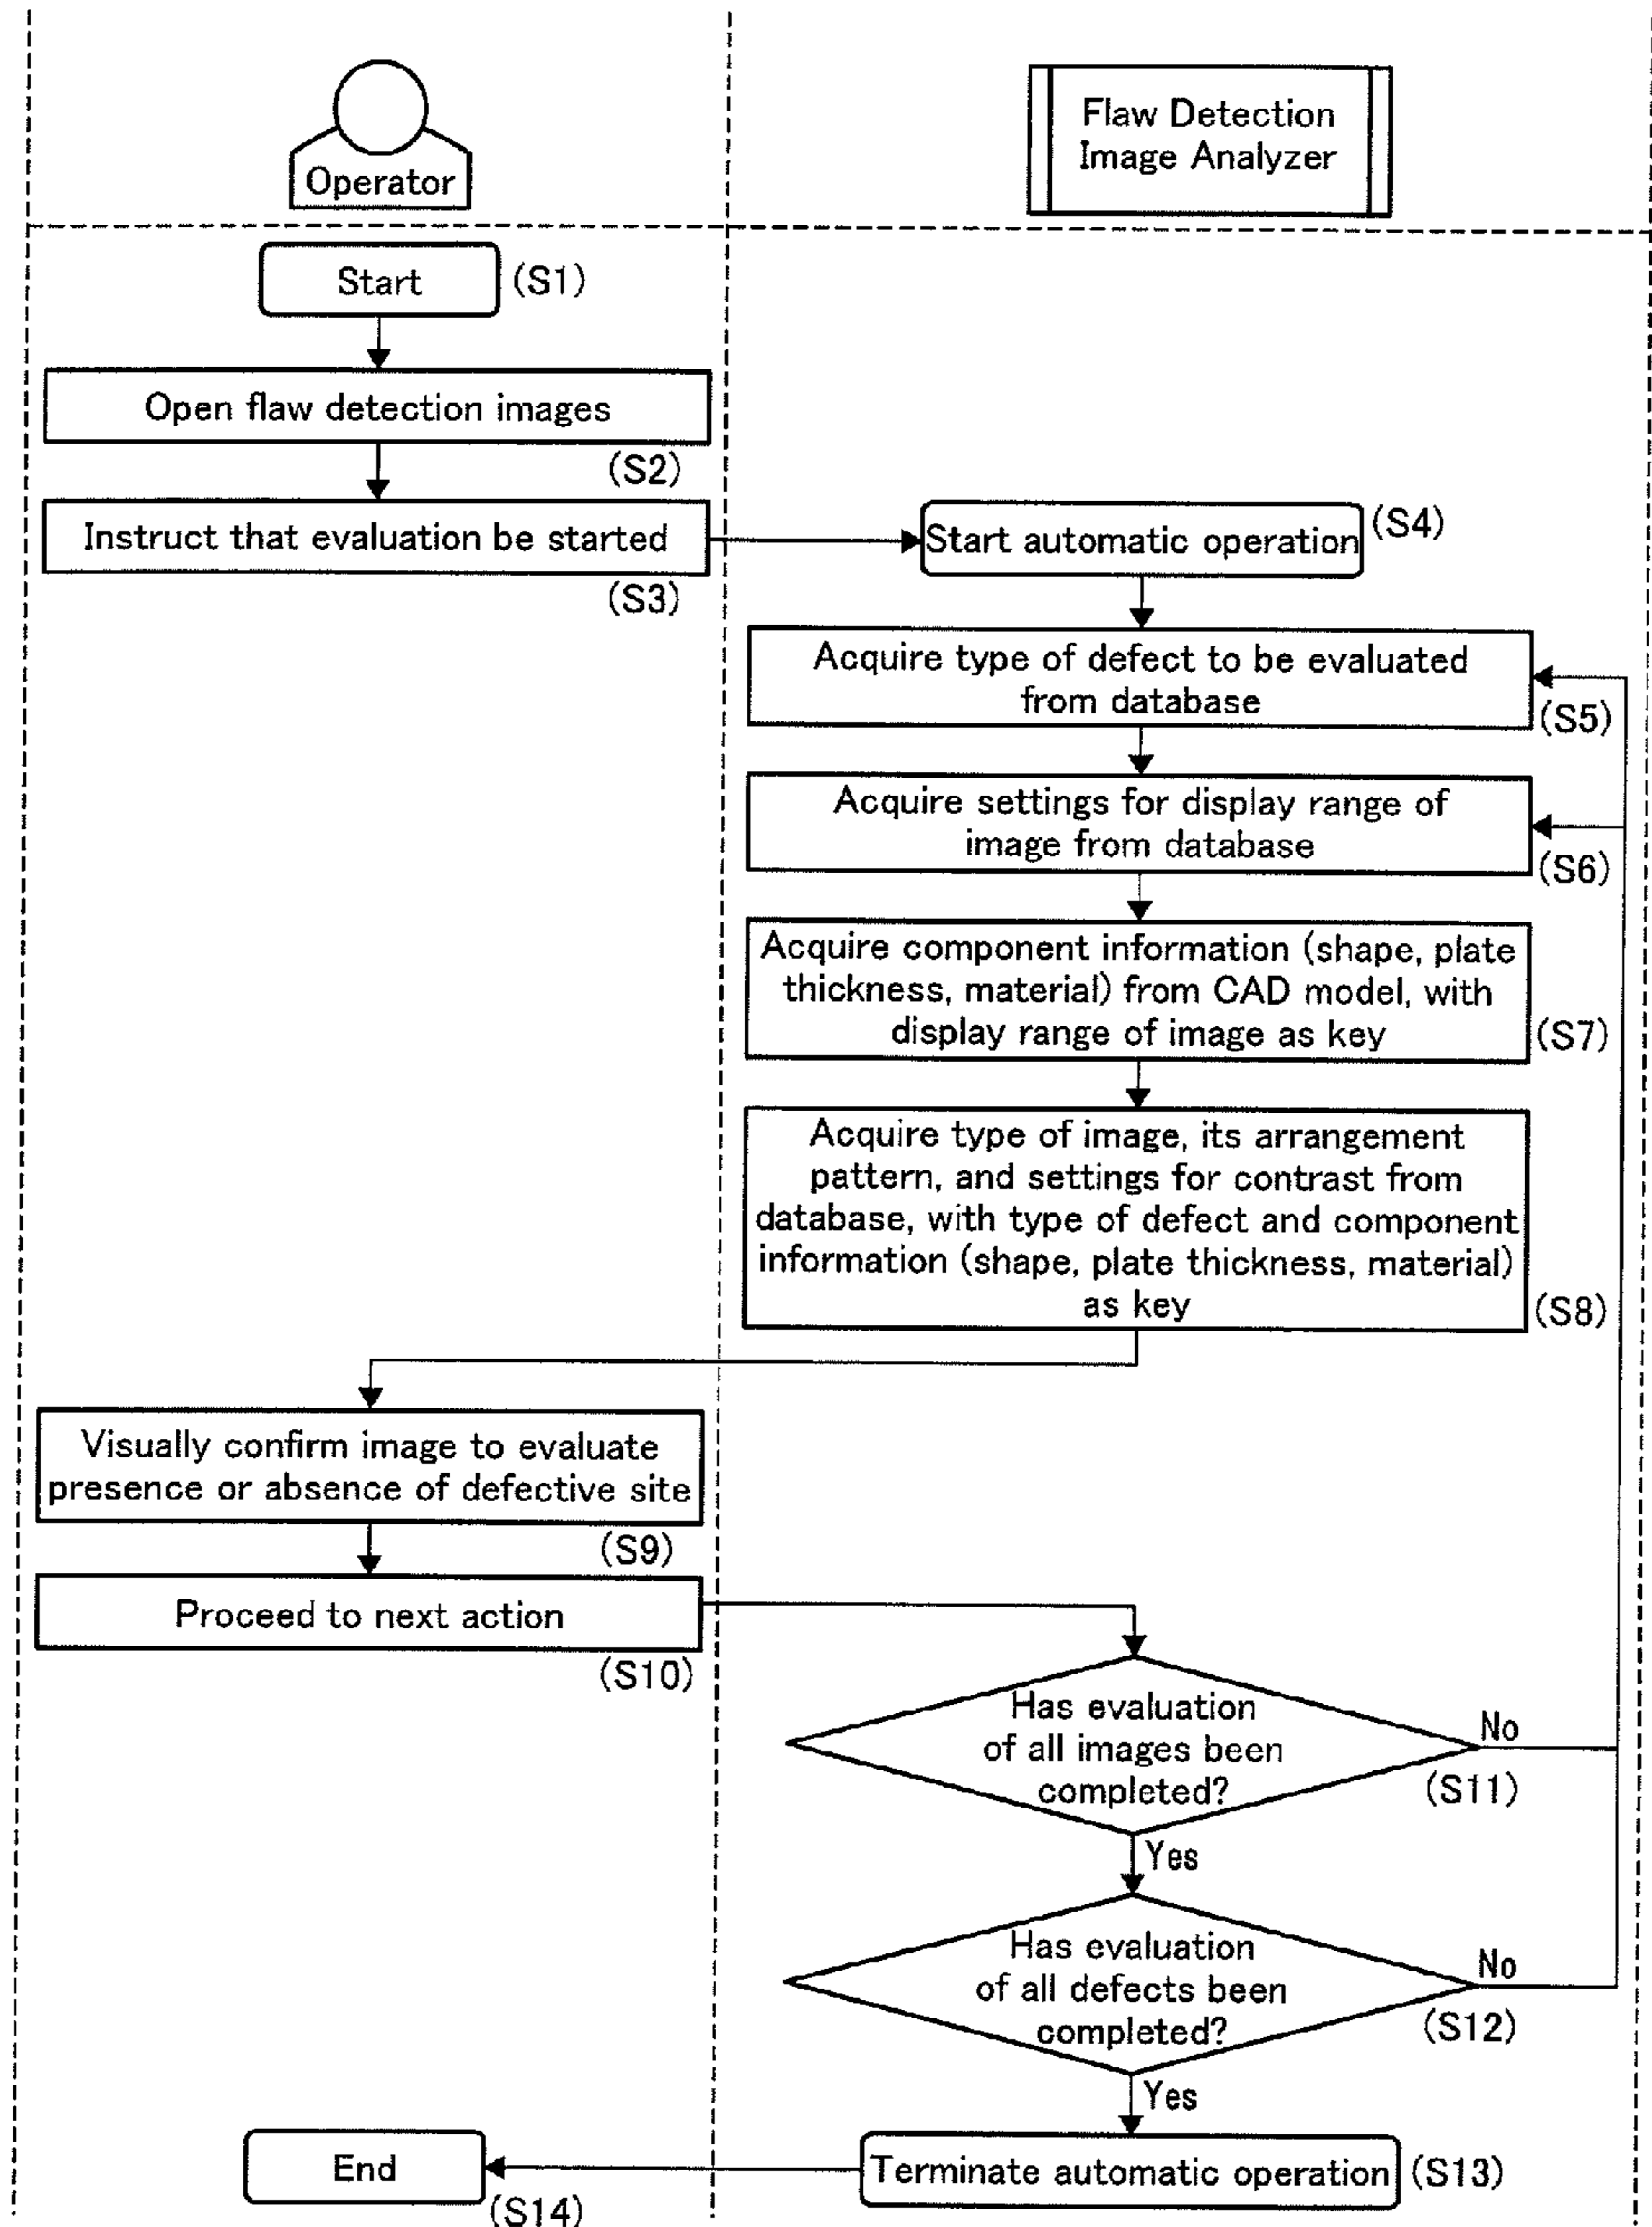 Operator
Flaw Detection
Image Analyzer
Start
(S1)
Open flaw detection images
(S2)
Instruct that evaluation be started
(S3)
Start automatic operation
(S4)
Acquire type of defect to be evaluated
from database
(S5)
Acquire settings for display range of
image from database
(S6)
Acquire component information (shape, plate
thickness, material) from CAD model, with
display range of image as key
(S7)
Acquire type of image, its arrangement
pattern, and settings for contrast from
database, with type of defect and component
information (shape, plate thickness, material)
as key
(S8)
Visually confirm image to evaluate
presence or absence of defective site
(S9)
Proceed to next action
(S10)
Has evaluation
of all images been
completed?
No
(S11)
Yes
Has evaluation
of all defects been
completed?
No
(S12)
Yes
Terminate automatic operation
(S13)
End
(S14)